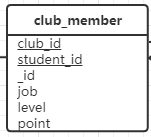 club_member
club_id
student_id
_id
job
level
point